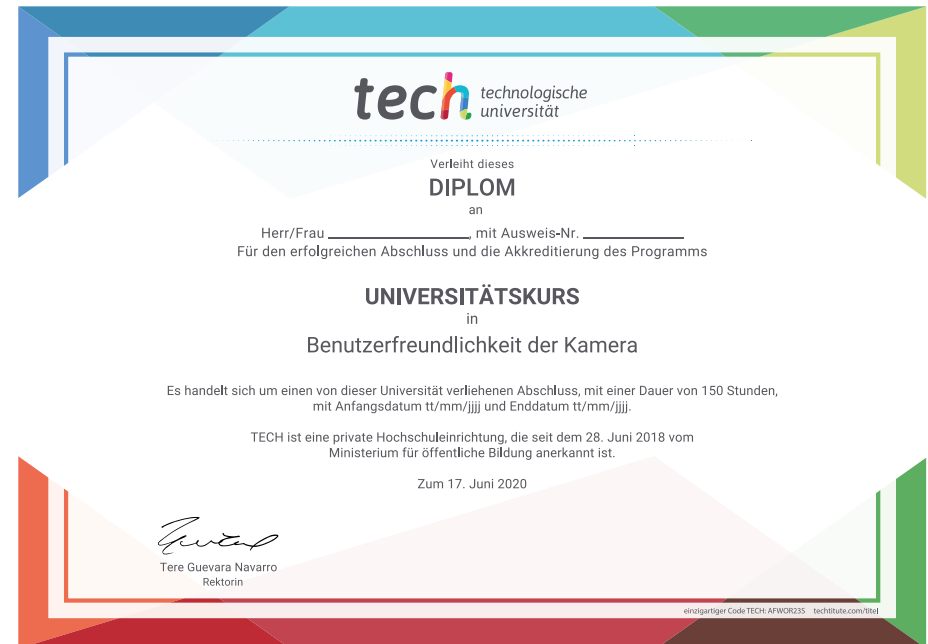 tech technologische
universität
Verleiht dieses
DIPLOM
an
Herr/Frau ____________________, mit Ausweis-Nr. ______________
Für den erfolgreichen Abschluss und die Akkreditierung des Programms
UNIVERSITÄTSKURS
in
Benutzerfreundlichkeit der Kamera
Es handelt sich um einen von dieser Universität verliehenen Abschluss, mit einer Dauer von 150 Stunden,
mit Anfangsdatum tt/mm/jjjj und Enddatum tt/mm/jjjj.
TECH ist eine private Hochschuleinrichtung, die seit dem 28. Juni 2018 vom
Ministerium für öffentliche Bildung anerkannt ist.
Zum 17. Juni 2020
Tere Guevara Navarro
Rektorin
einzigartiger Code TECH: AFWOR23S techtitute.com/titel